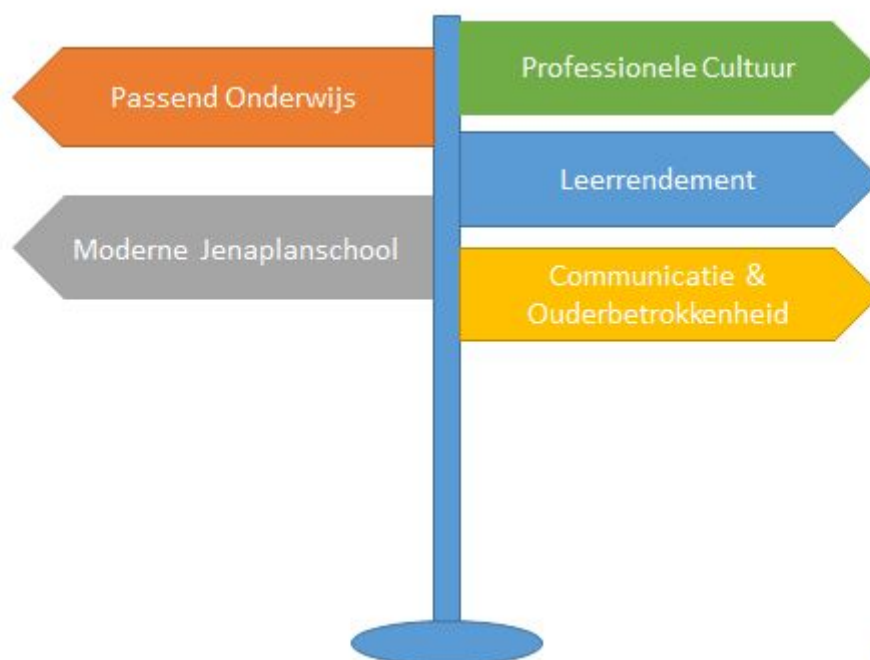 Passend Onderwijs
Moderne Jenaplanschool
Professionele Cultuur
Leerrendement
Communicatie &
Ouderbetrokkenheid